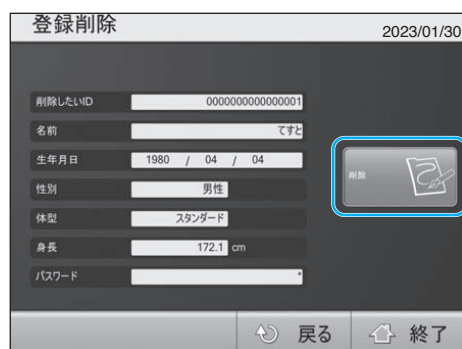 登録削除
2023/01/30
削除したいID 0000000000000001
名前 てすと
生年月日 1980 / 04 / 04
性別 男性
体型 スタンダード
身長 172.1 cm
パスワード *
削除
戻る 終了